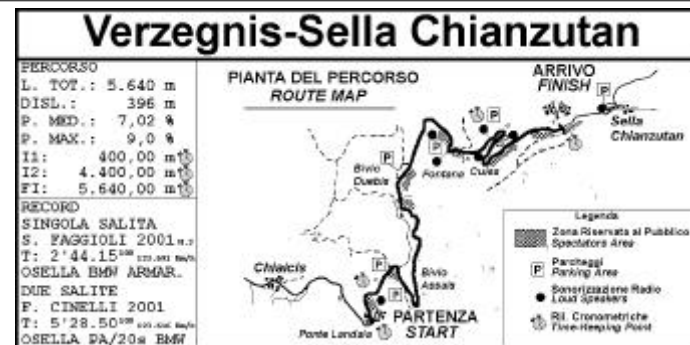 Verzegnis-Sella Chianzutan
PERCORSO
L. TOT.: 5.640 m
DISL.: 396 m
P. MED.: 7,02 %
P. MAX.: 9,0 %
I1: 400,00 m
I2: 4.400,00 m
FI: 5.640,00 m
RECORD
SINGOLA SALITA
S. FAGGIOLI 2001
T: 2'44.15
OSELLA BMW ARMAR.
DUE SALITE
F. CINELLI 2001
T: 5'28.50
OSELLA PA/20s BMW
PIANTA DEL PERCORSO
ROUTE MAP
ARRIVO
FINISH
P
Sella
Chianzutan
P
P
Bivio
Duebis
Fontana
Cuies
Chialcis
P
Bivio
Assais
PARTENZA
START
Ponte Landaia
Legenda
Zona Riservata al Pubblico
Spectators Area
P Parcheggi
Parking Area
Sonorizzazione Radio
Loud Speakers
Ril. Cronometriche
Time-Keeping Point